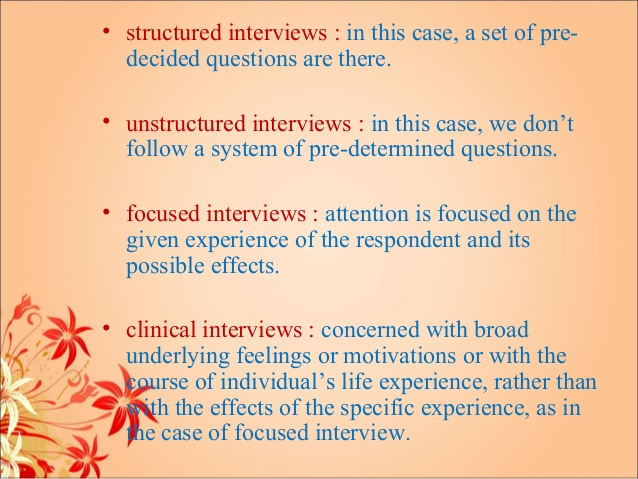 • structured interviews : in this case, a set of pre-
decided questions are there.
• unstructured interviews : in this case, we don’t
follow a system of pre-determined questions.
• focused interviews : attention is focused on the
given experience of the respondent and its
possible effects.
• clinical interviews : concerned with broad
underlying feelings or motivations or with the
course of individual’s life experience, rather than
with the effects of the specific experience, as in
the case of focused interview.